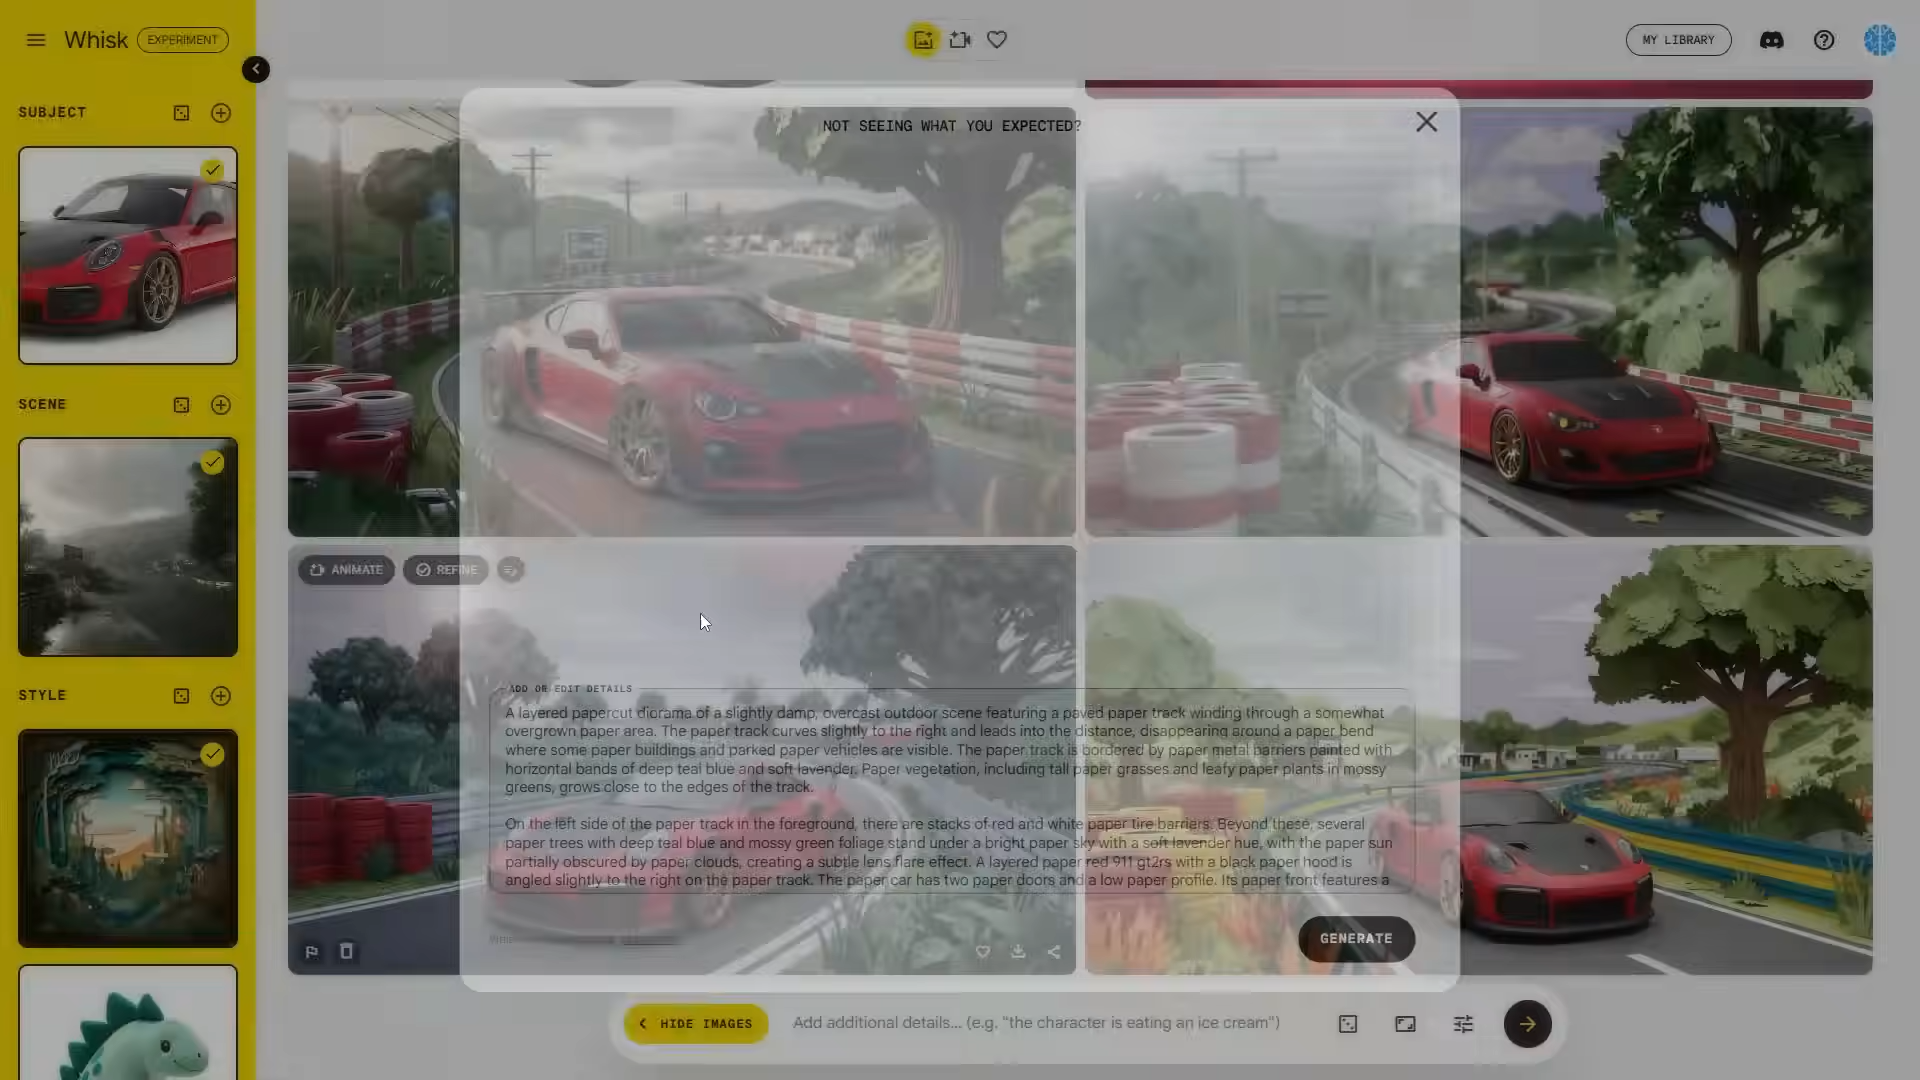 Whisk
EXPERIMENT
MY LIBRARY
SUBJECT
NOT SEEING WHAT YOU EXPECTED?
SCENE
ANIMATE
REFINE
STYLE
ADD OR EDIT DETAILS
A layered papercut diorama of a slightly damp, overcast outdoor scene featuring a paved paper track winding through a somewhat
overgrown paper area. The paper track curves slightly to the right and leads into the distance, disappearing around a paper bend
where some paper buildings and parked paper vehicles are visible. The paper track is bordered by paper metal barriers painted with
horizontal bands of deep teal blue and soft lavender. Paper vegetation, including tall paper grasses and leafy paper plants in mossy
greens, grows close to the edges of the track.
On the left side of the paper track in the foreground, there are stacks of red and white paper tire barriers. Beyond these, several
paper trees with deep teal blue and mossy green foliage stand under a bright paper sky with a soft lavender hue, with the paper sun
partially obscured by paper clouds, creating a subtle lens flare effect. A layered paper red 911 gt2rs with a black paper hood is
angled slightly to the right on the paper track. The paper car has two paper doors and a low paper profile. Its paper front features a
GENERATE
HIDE IMAGES
Add additional details... (e.g. "the character is eating an ice cream")